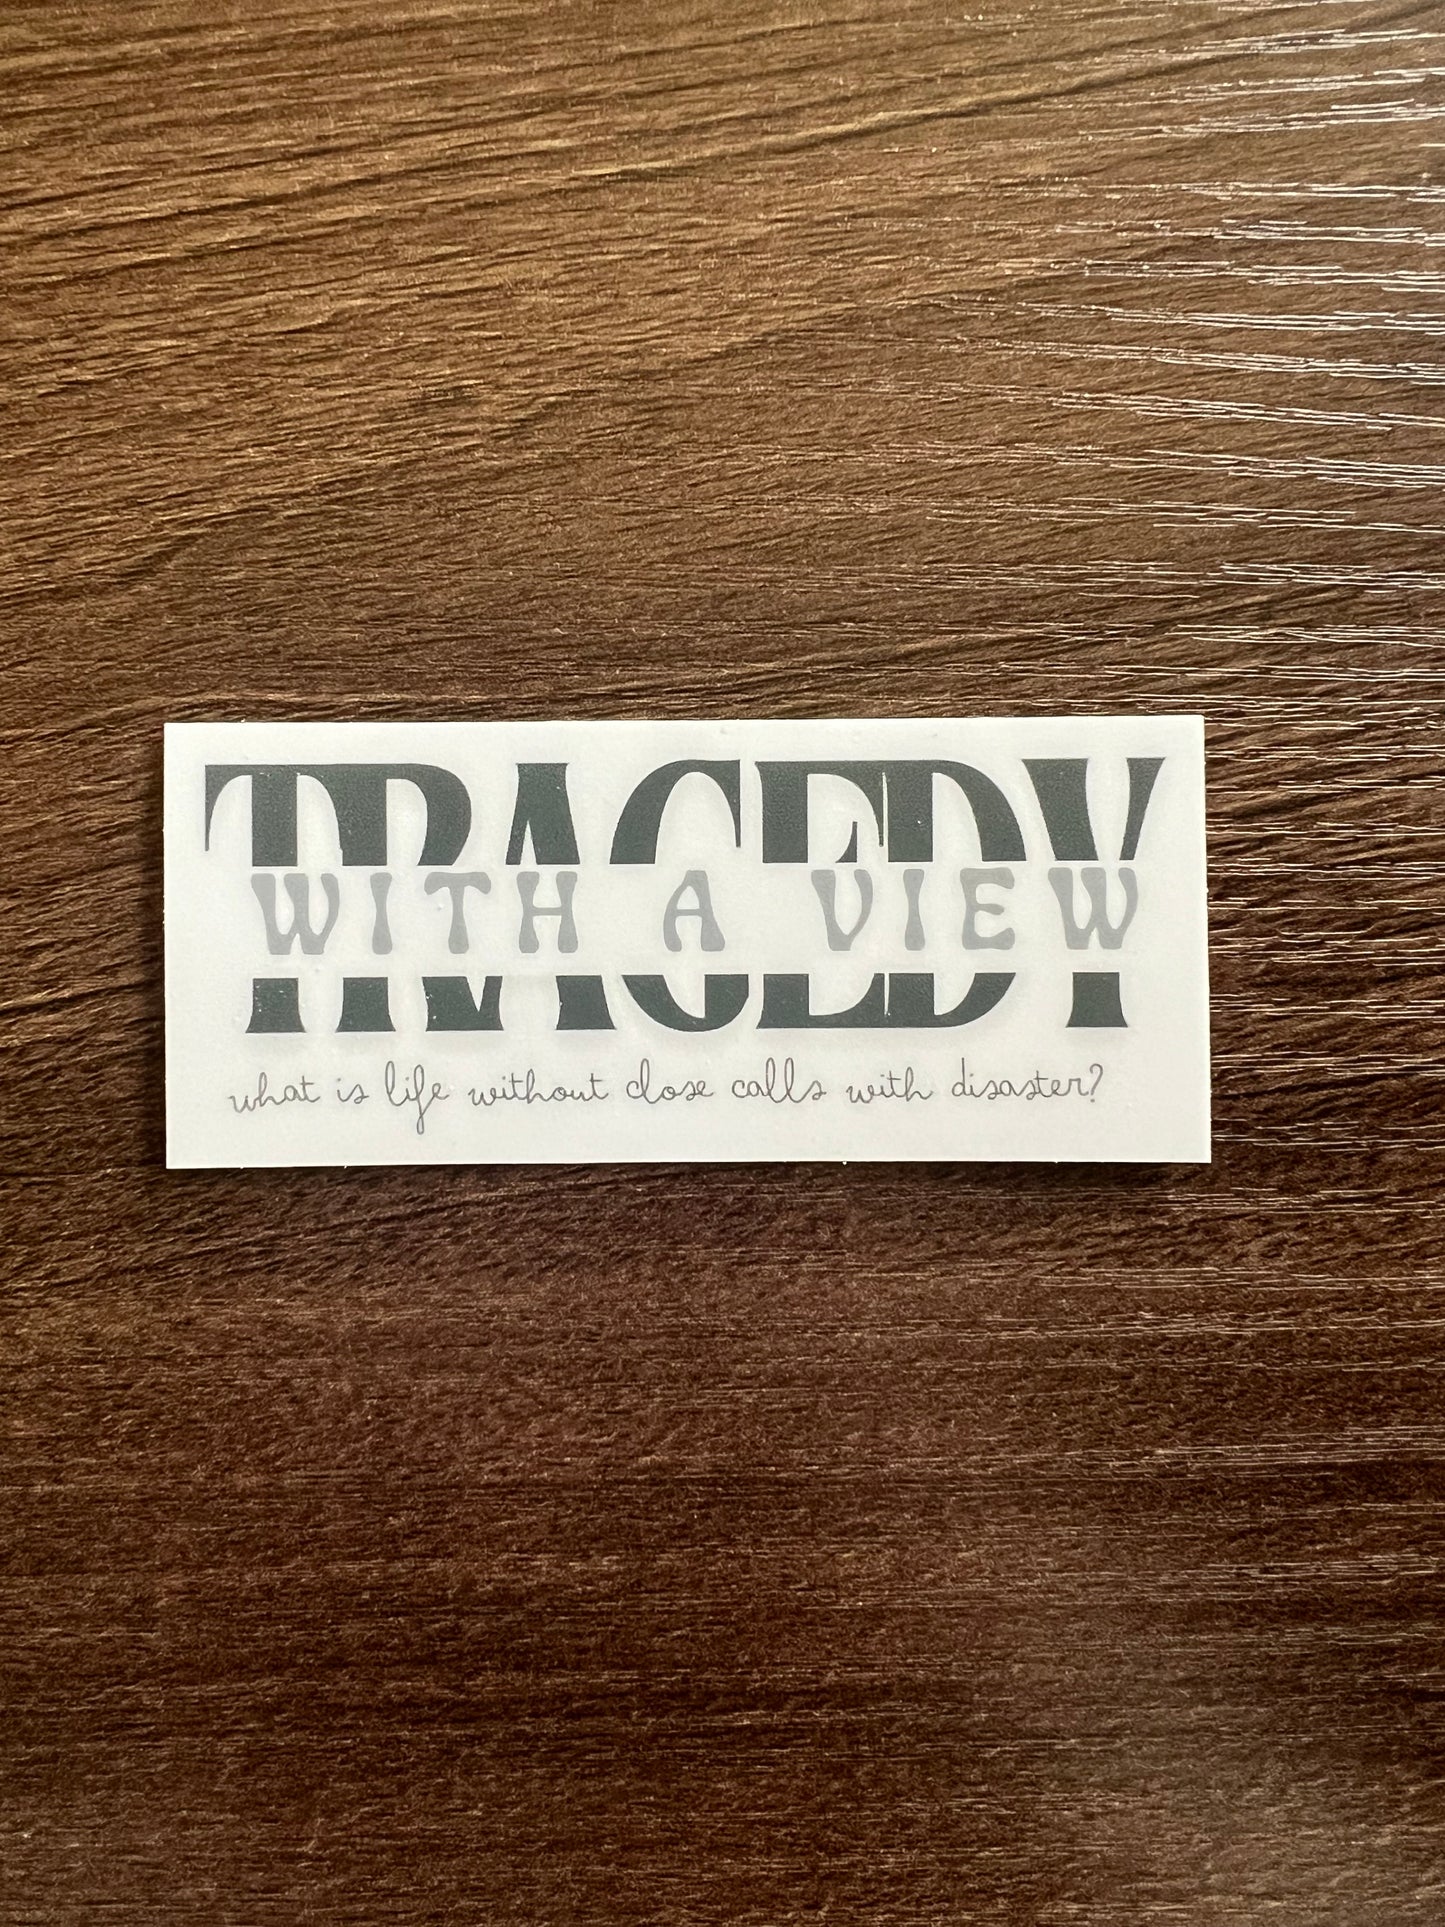 TRAGEDY
WITH A VIEW
what is life without close calls with disaster?